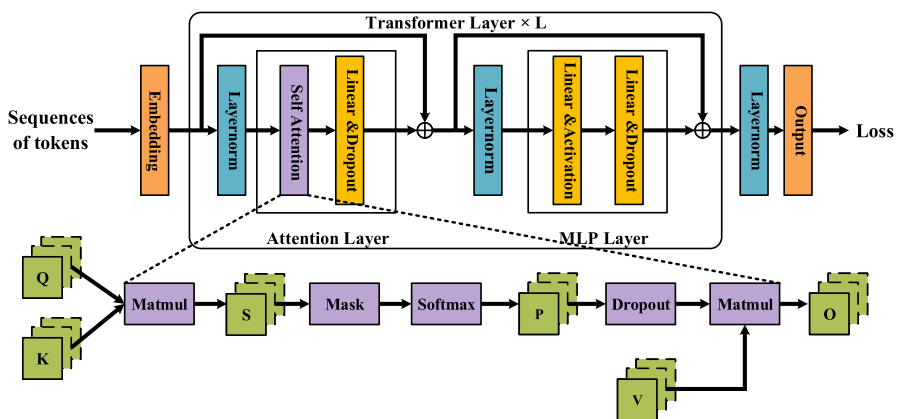 Transformer Layer × L
Sequences
of tokens
Embedding
Layernorm
Self Attention
Linear &Dropout
Layernorm
Linear &Activation
Linear &Dropout
Layernorm
Output
Loss
Attention Layer
MLP Layer
Q
K
Matmul
S
Mask
Softmax
P
Dropout
Matmul
O
V